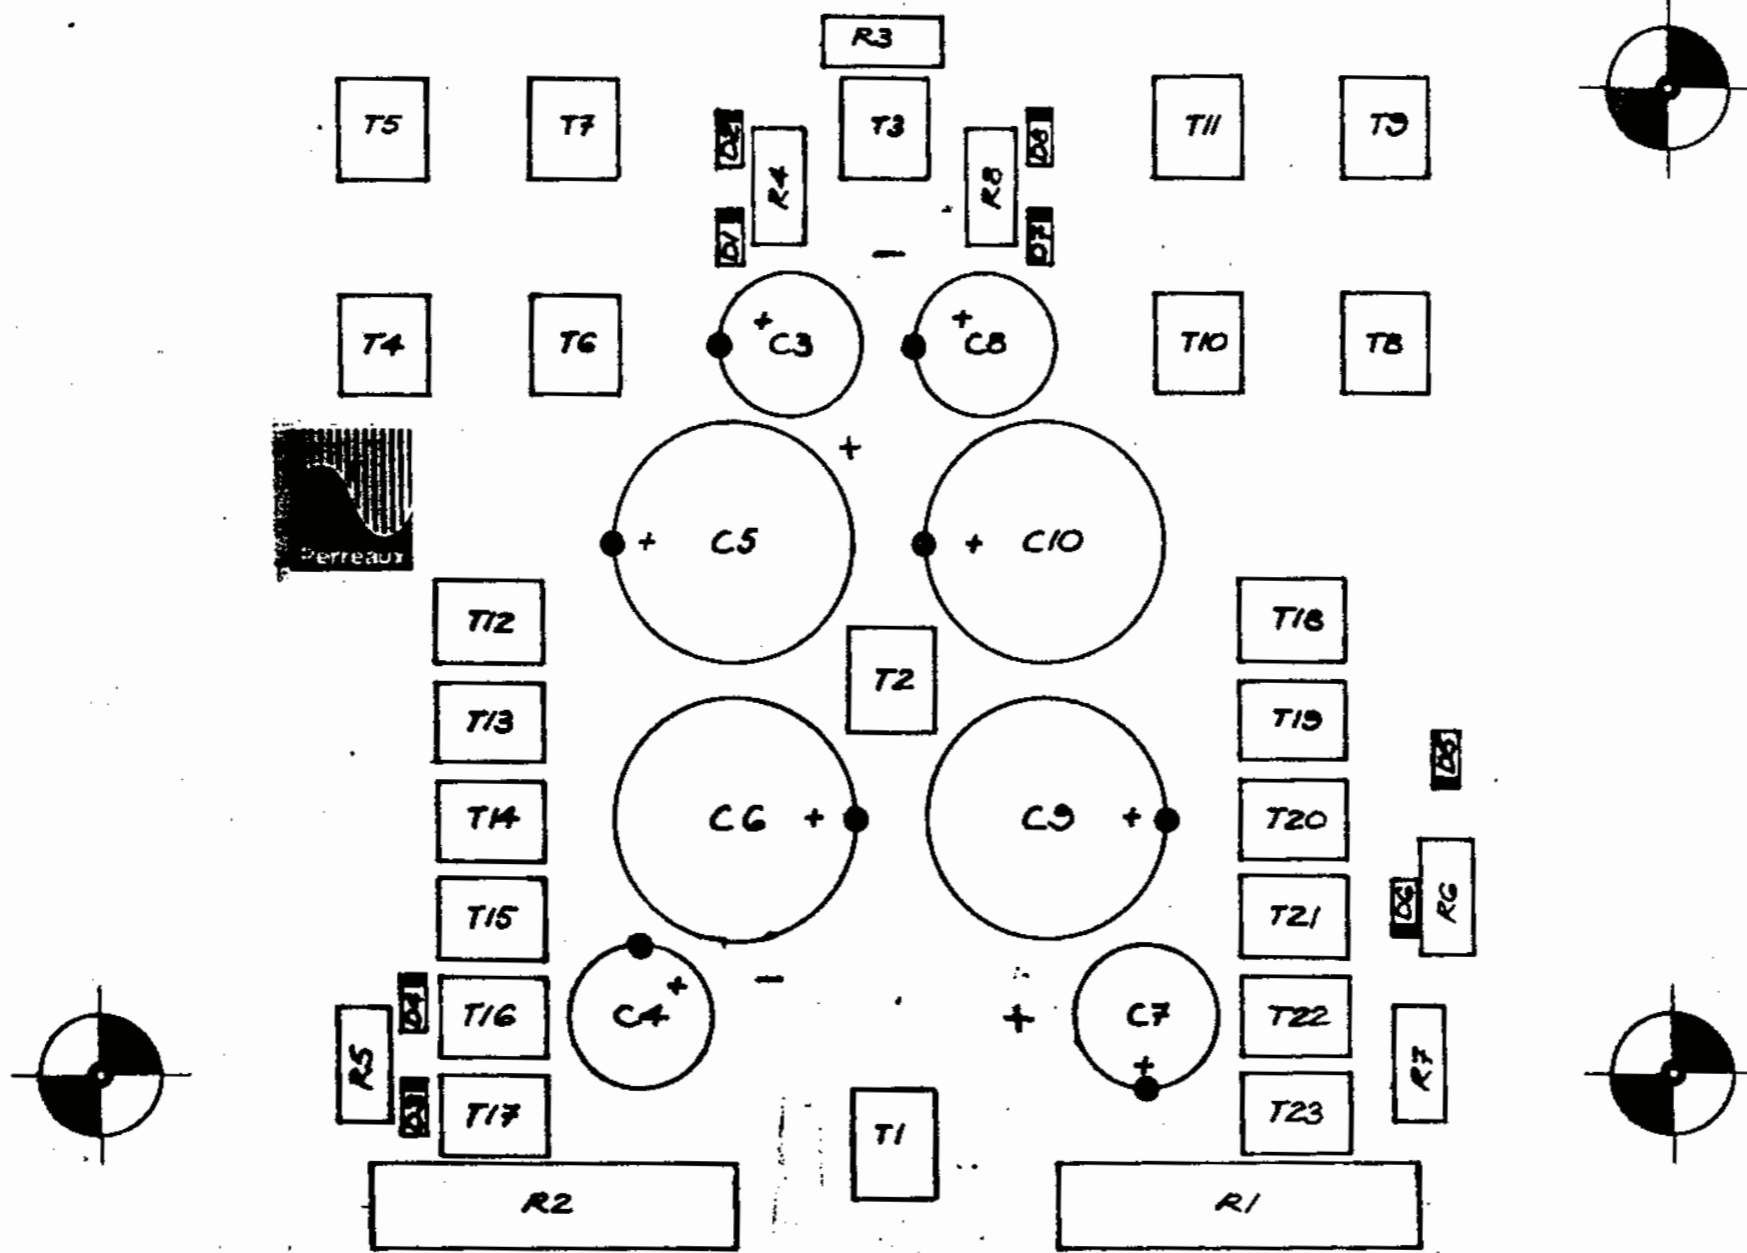 R3
T5 T7 D2 T3 D8 T11 T9
R4 R8
D1 D7
-
T4 T6 + C3 + C8 T10 T8
+
+ C5 + C10
Perreaux
T12 T18
T2
T13 T19
D5
C6 + C9 +
T14 T20
T15 T21 D6 R6
+ -
D4 T16 C4 + C7 T22
R5 + R7
D3 T17 T23
T1
R2 R1